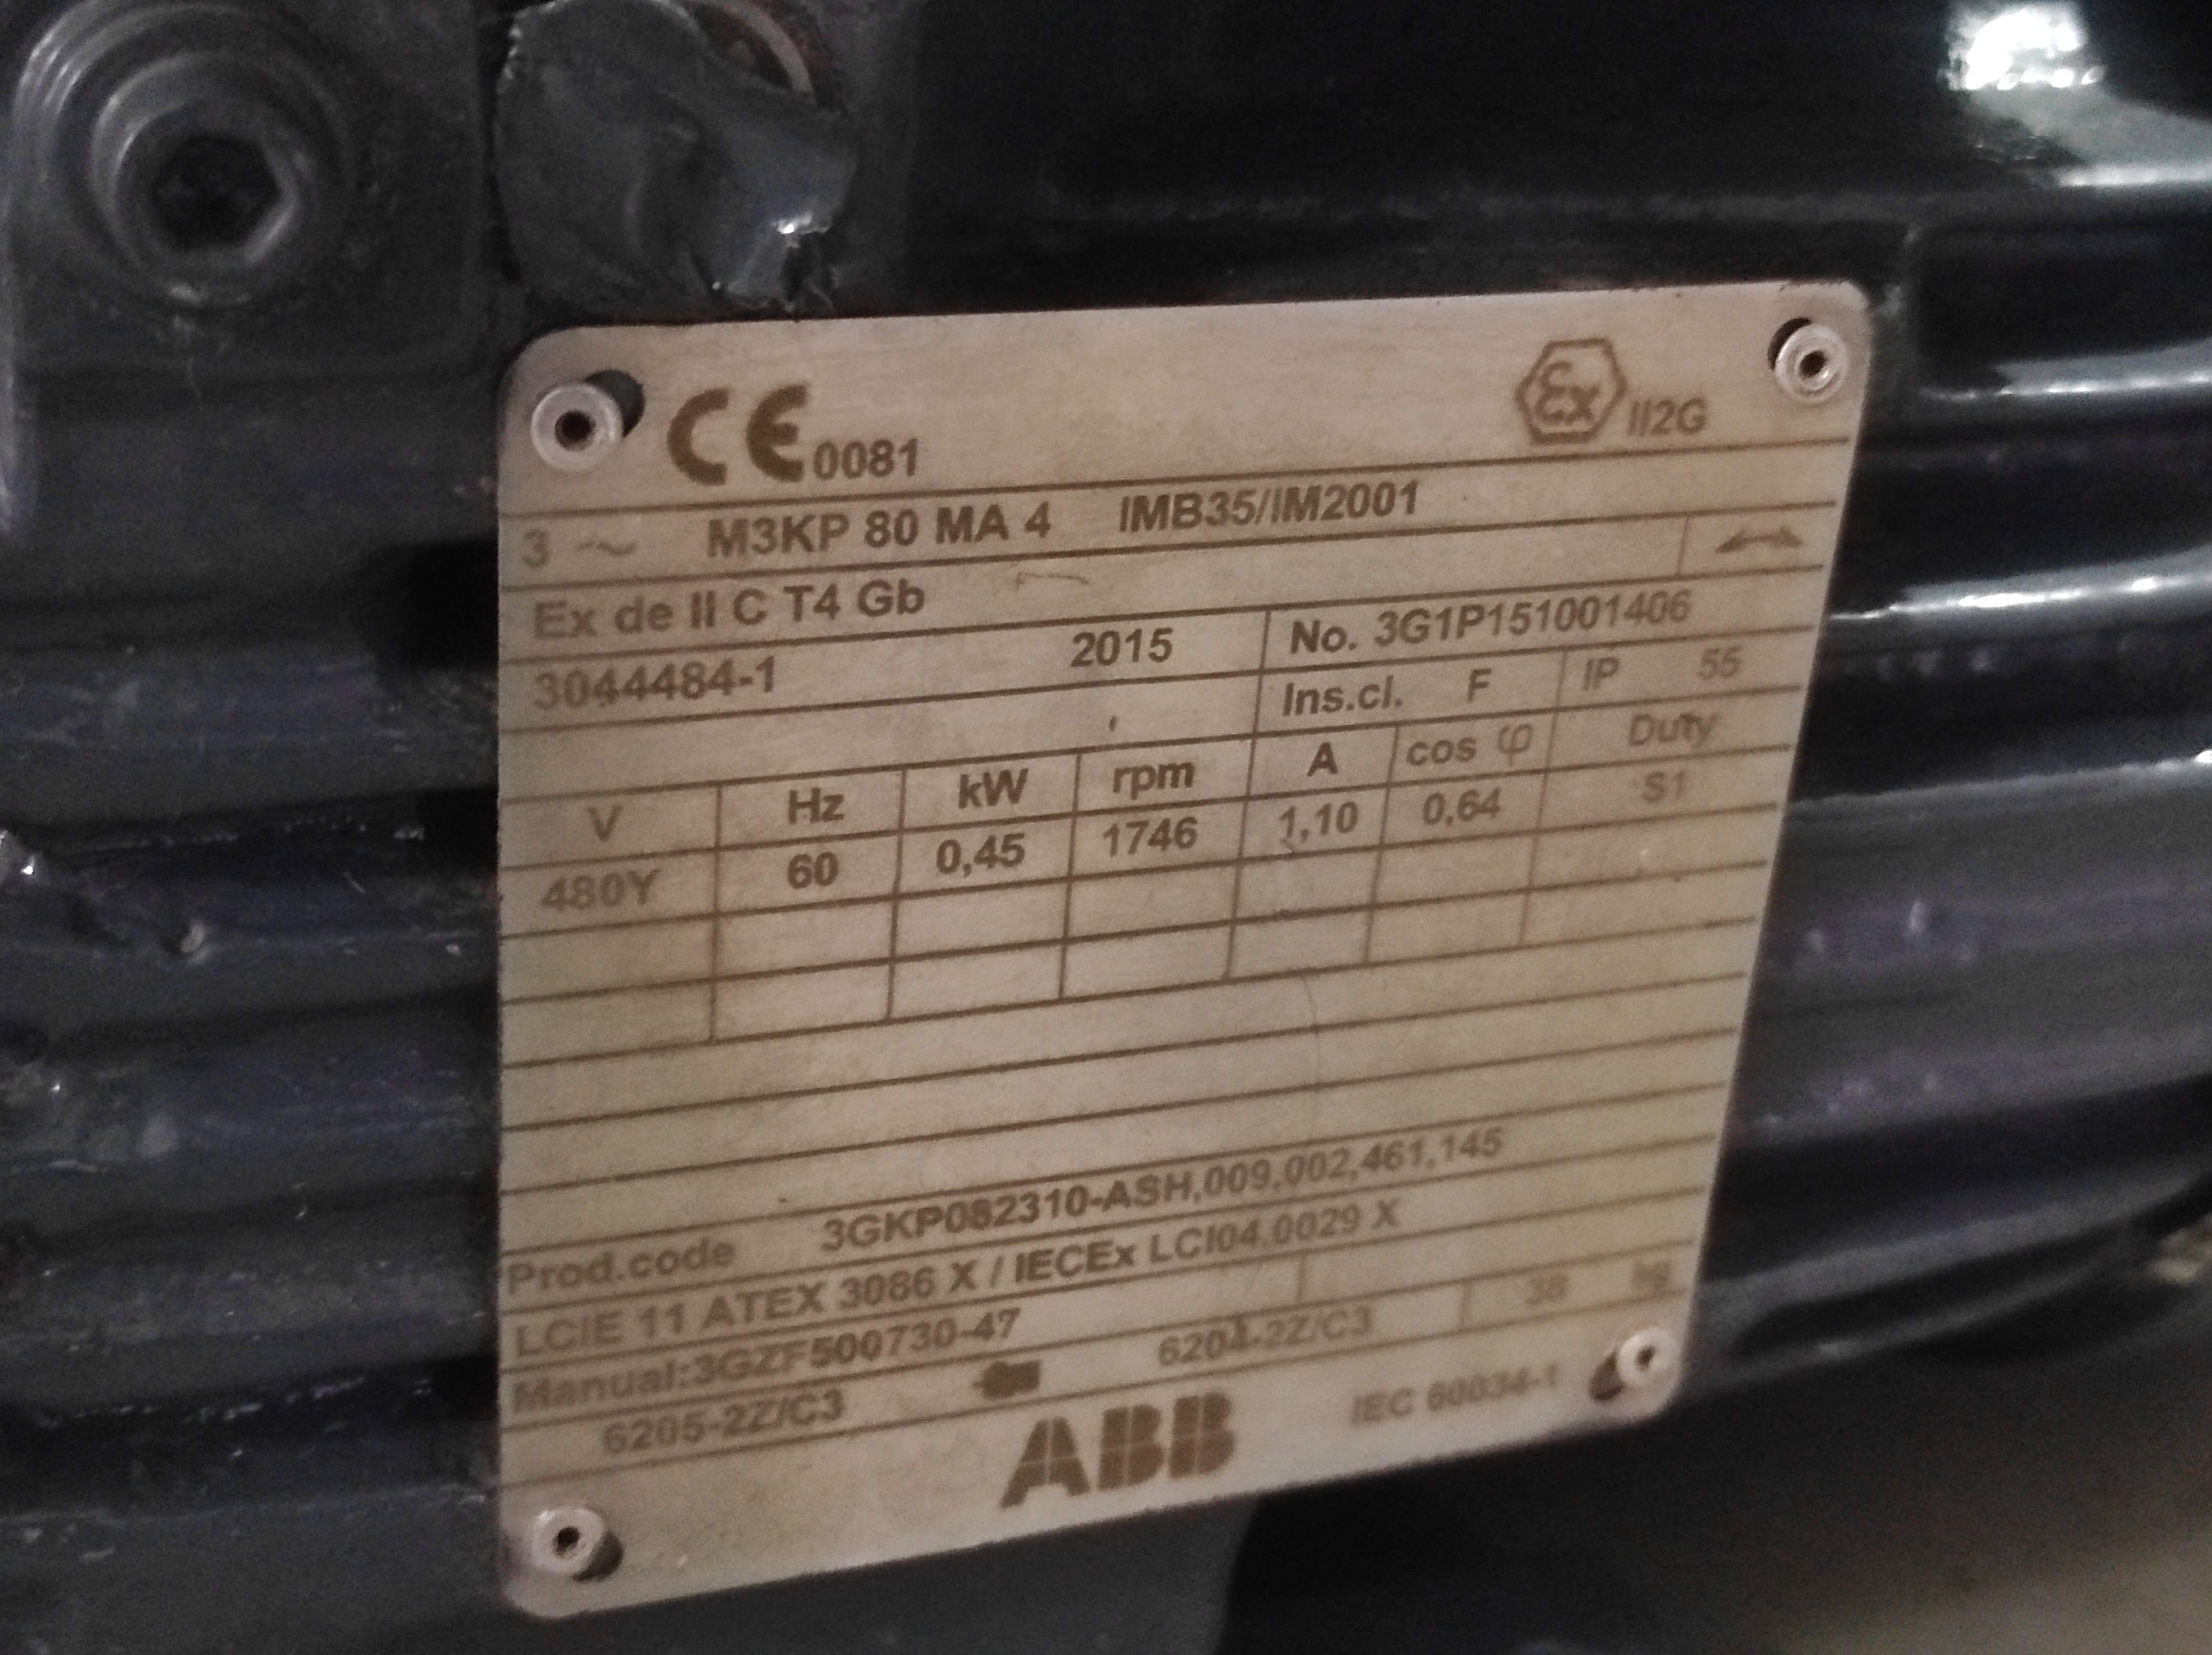 CE 0081 Ex II2G
3 ~ M3KP 80 MA 4 IMB35/IM2001
Ex de II C T4 Gb
3044484-1 2015 No. 3G1P151001406
Ins.cl. F IP 55
V Hz kW rpm A cos φ Duty
480Y 60 0,45 1746 1,10 0,64 S1
Prod.code 3GKP082310-ASH,009,002,461,145
LCIE 11 ATEX 3086 X / IECEx LCI04.0029 X
Manual:3GZF500730-47
6205-2Z/C3 6204-2Z/C3 38 kg
ABB IEC 60034-1